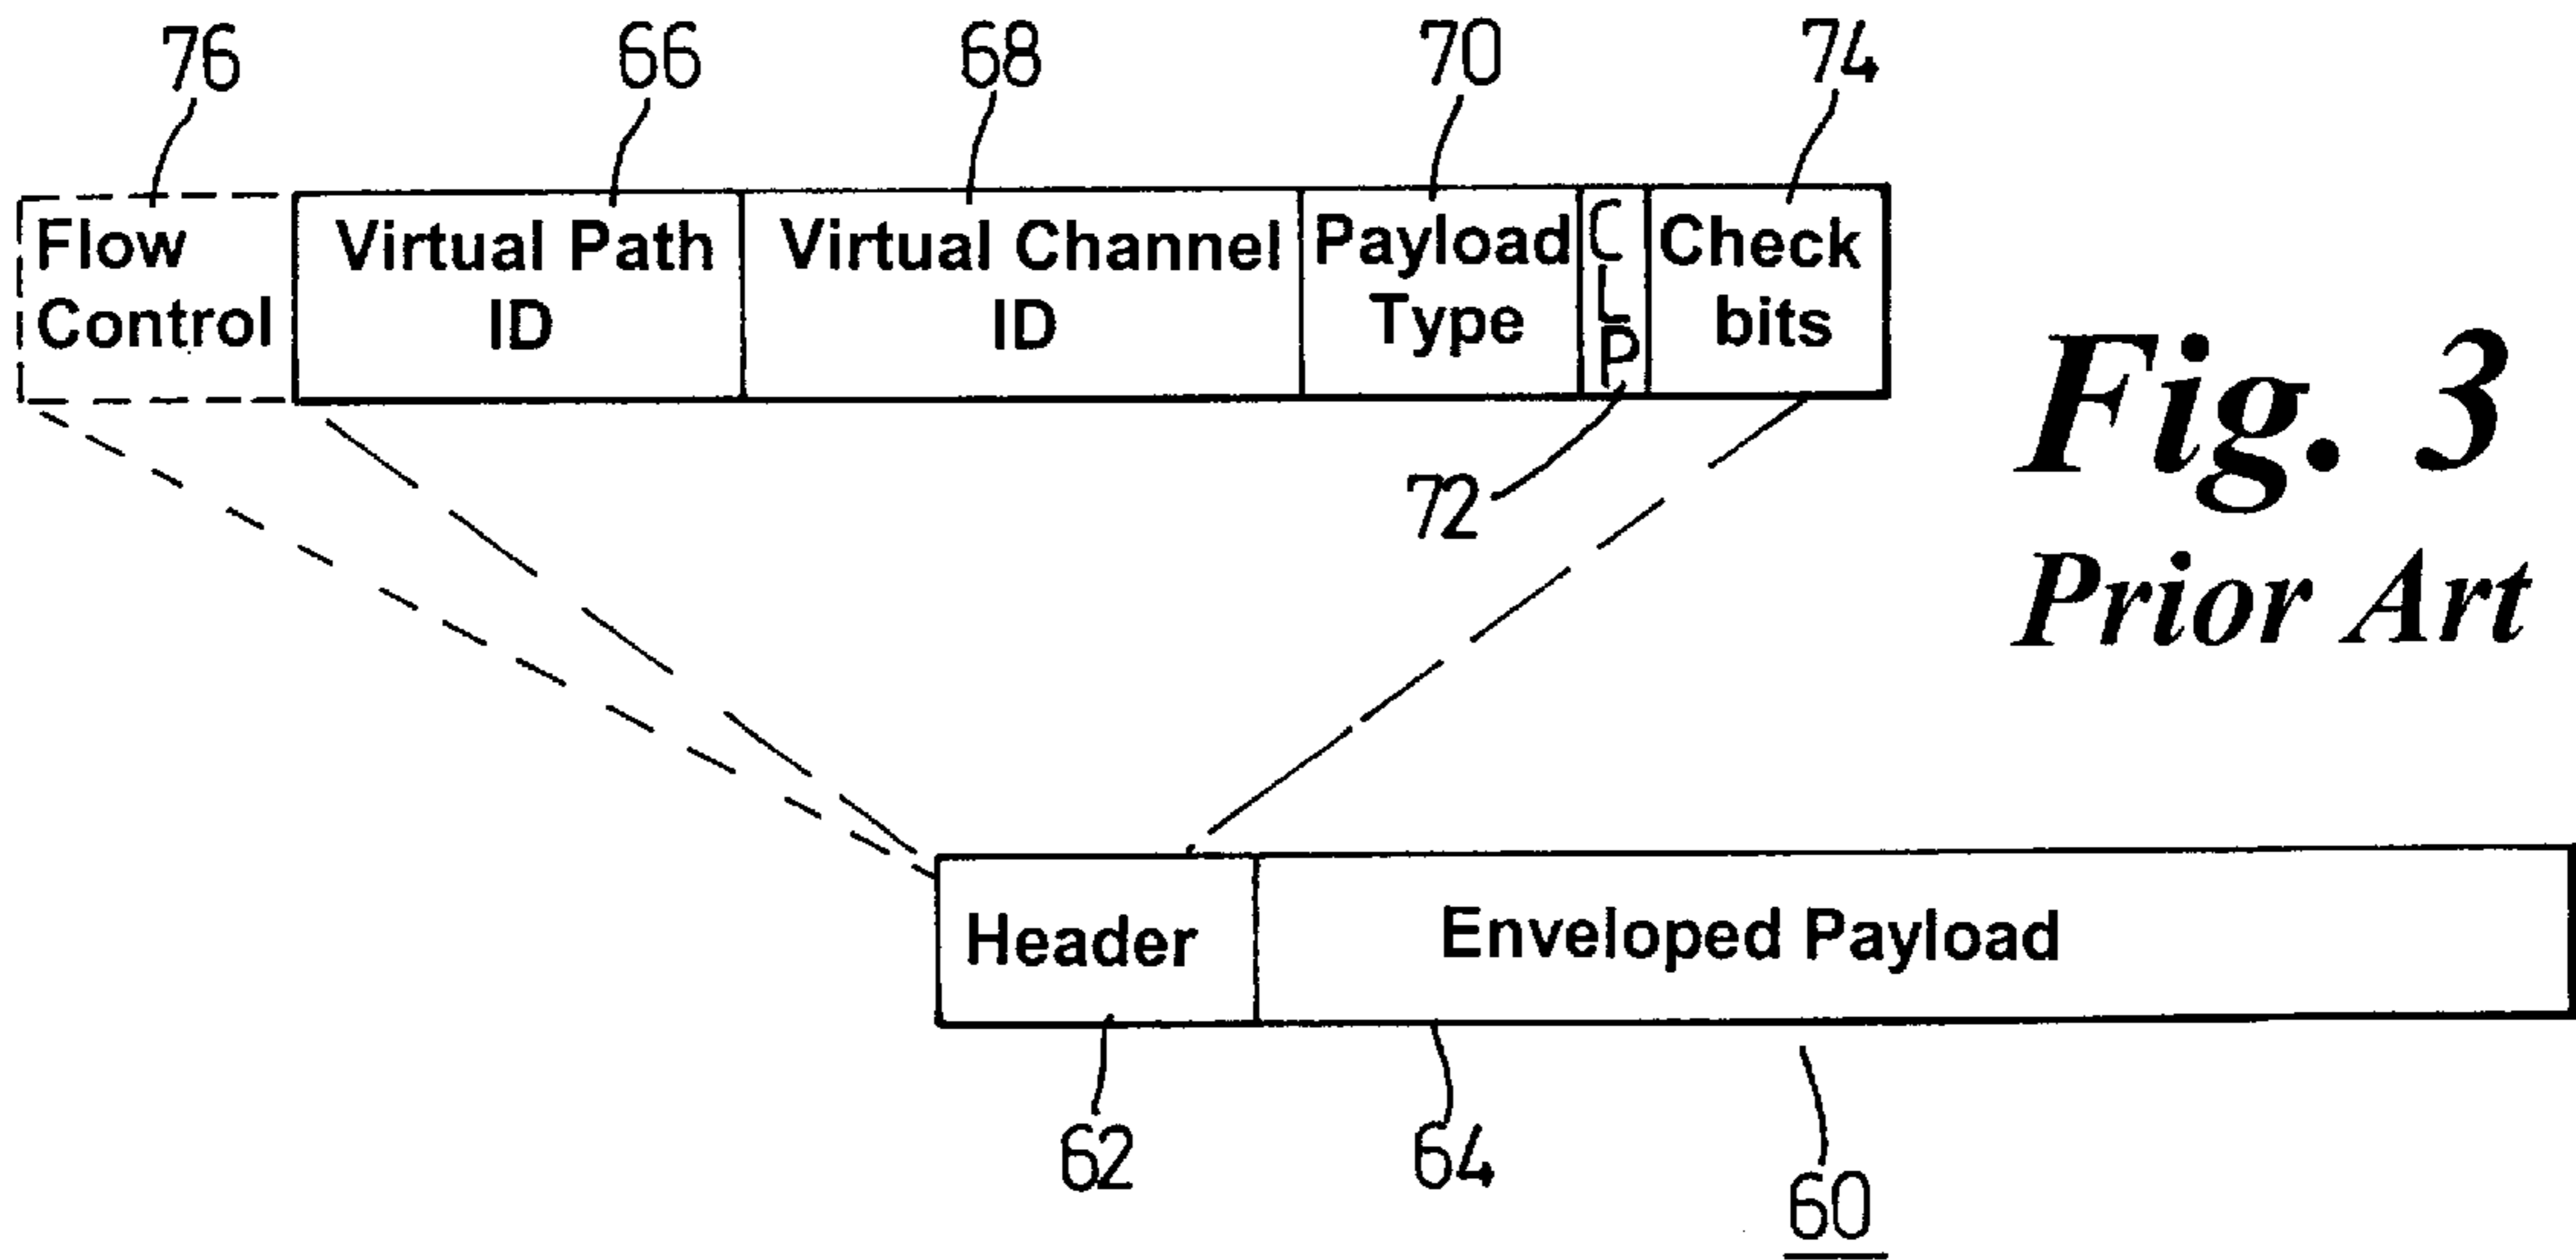 76 66 68 70 74
Flow Control
Virtual Path ID
Virtual Channel ID
Payload Type
CLP
Check bits
72
Fig. 3
Prior Art
Header
Enveloped Payload
62 64 60